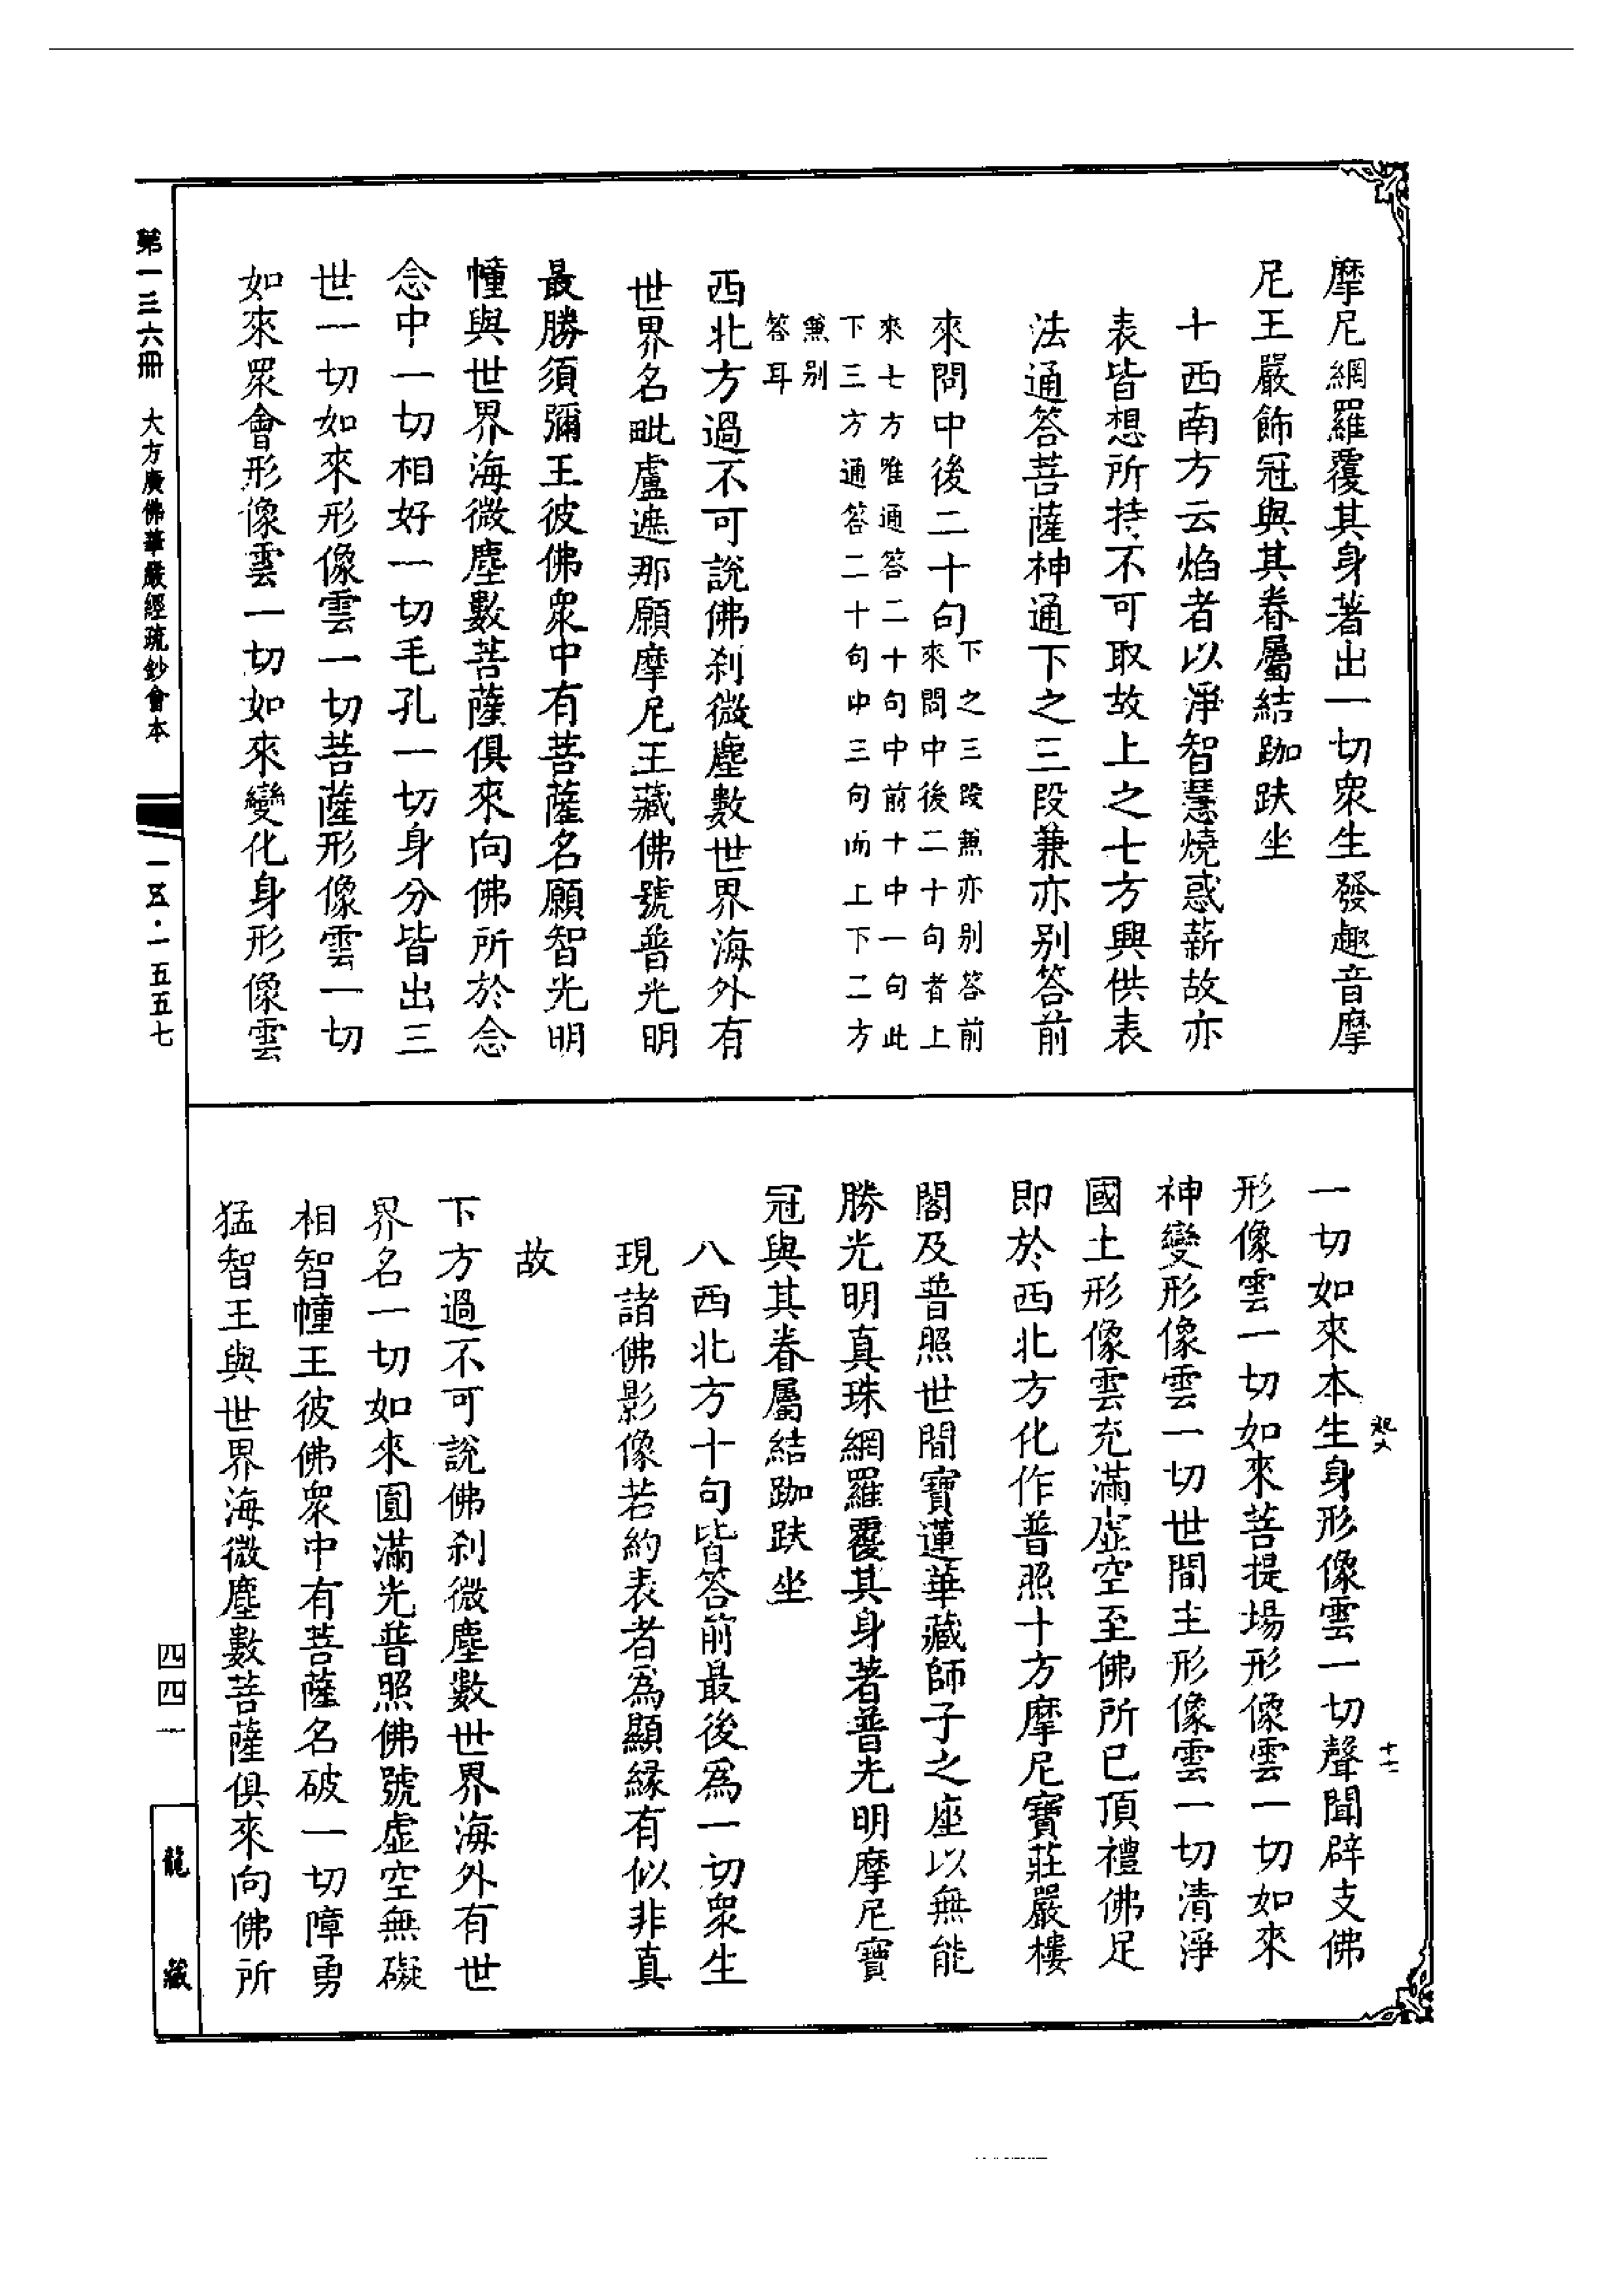 摩尼網羅覆其身著出一切衆生發趣音摩
尼王嚴飾冠與其眷屬結跏趺坐
十西南方云焰者以淨智慧燒惑薪故亦
表皆想所持不可取故上之七方興供表
法通答菩薩神通下之三段兼亦別答前
來問中後二十句
下之三段兼亦別答前
來問中後二十句者上
來七方唯通答二十句中前十中一句此
下三方通答二十句中三句而上下二方
兼別
答耳
西北方過不可說佛刹微塵數世界海外有
世界名毗盧遮那願摩尼王藏佛號普光明
最勝須彌王彼佛衆中有菩薩名願智光明
幢與世界海微塵數菩薩俱來向佛所於念
念中一切相好一切毛孔一切身分皆出三
世一切如來形像雲一切菩薩形像雲一切
如來眾會形像雲一切如來變化身形像雲
一切如來本生身形像雲一切聲聞辟支佛
形像雲一切如來菩提場形像雲一切如來
神變形像雲一切世間主形像雲一切清淨
國土形像雲充滿虛空至佛所已頂禮佛足
即於西北方化作普照十方摩尼寶莊嚴樓
閣及普照世間寶蓮華藏師子之座以無能
勝光明真珠網羅覆其身著普光明摩尼寶
冠與其眷屬結跏趺坐
八西北方十句皆答前最後爲一切衆生
現諸佛影像若約表者爲顯緣有似非真
故
下方過不可說佛刹微塵數世界海外有世
界名一切如來圓滿光普照佛號虛空無礙
相智幢王彼佛衆中有菩薩名破一切障勇
猛智王與世界海微塵數菩薩俱來向佛所
第一三六冊 大方廣佛華嚴經疏鈔會本
一五·一五五七
四四一
龍藏
十七